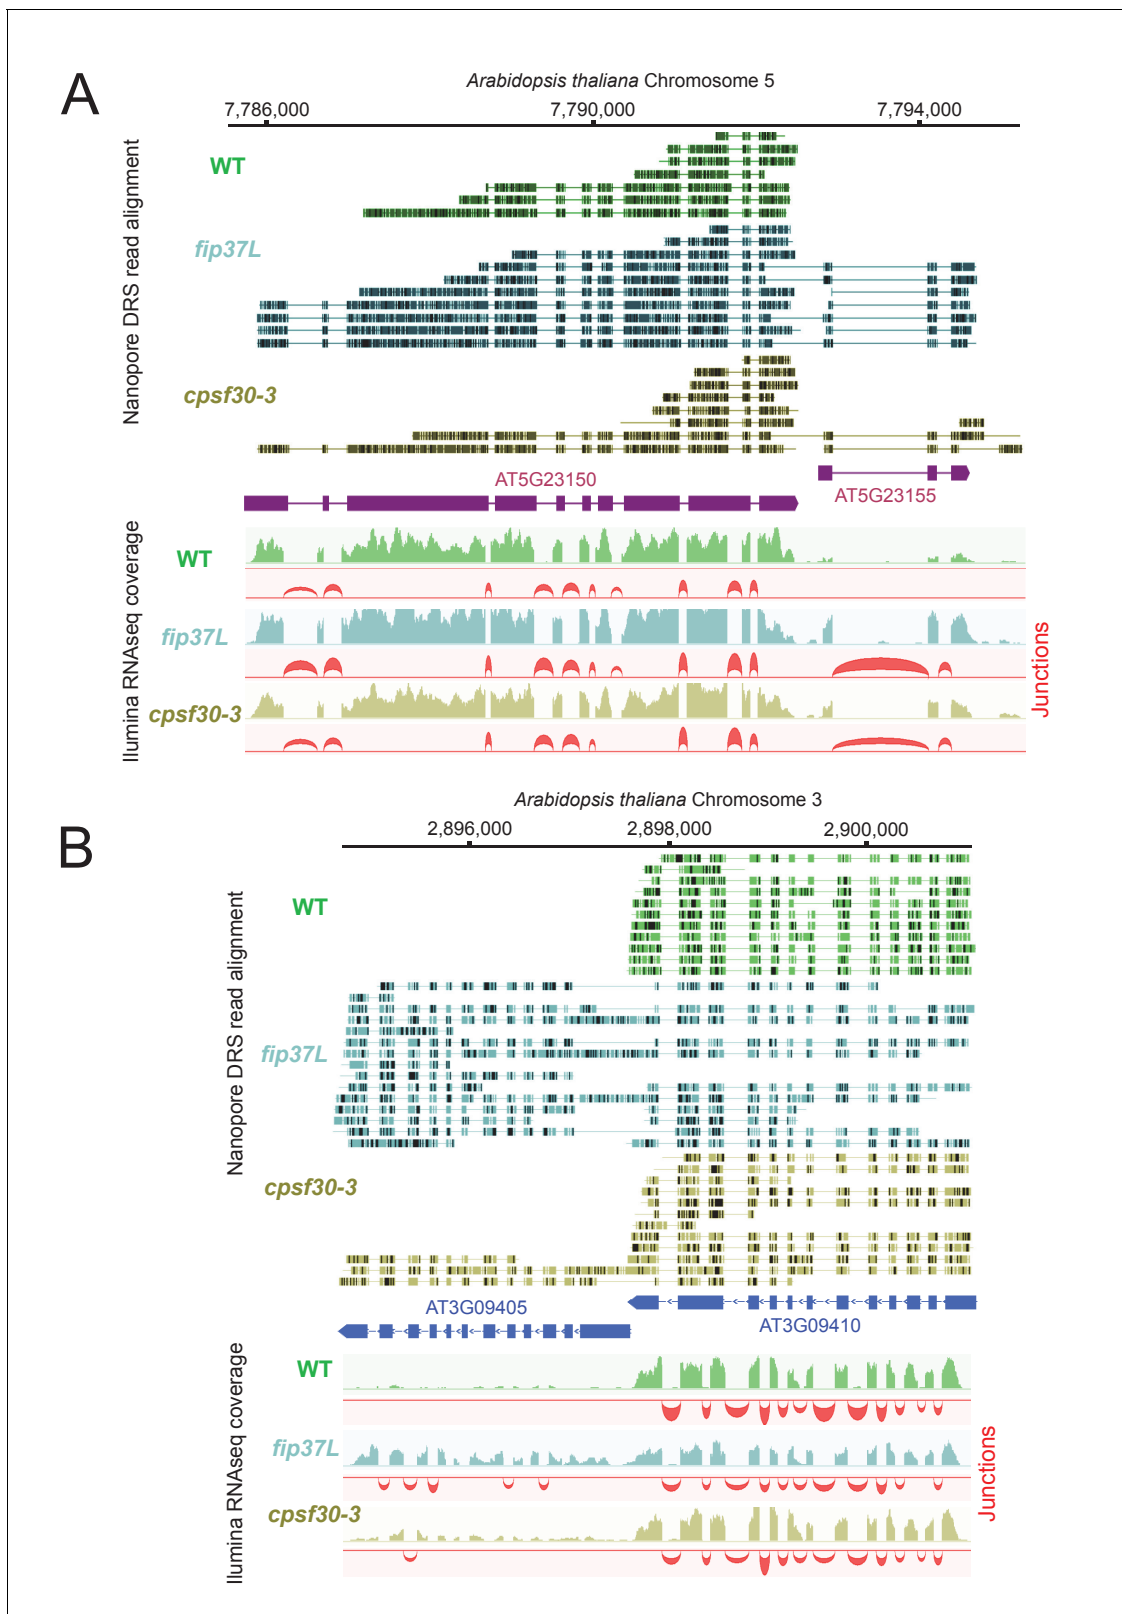 A
Arabidopsis thaliana Chromosome 5
7,786,000 7,790,000 7,794,000
Nanopore DRS read alignment
WT
fip37L
cpsf30-3
AT5G23150
AT5G23155
Ilumina RNAseq coverage
WT
fip37L
cpsf30-3
Junctions
B
Arabidopsis thaliana Chromosome 3
2,896,000 2,898,000 2,900,000
Nanopore DRS read alignment
WT
fip37L
cpsf30-3
AT3G09405
AT3G09410
Ilumina RNAseq coverage
WT
fip37L
cpsf30-3
Junctions